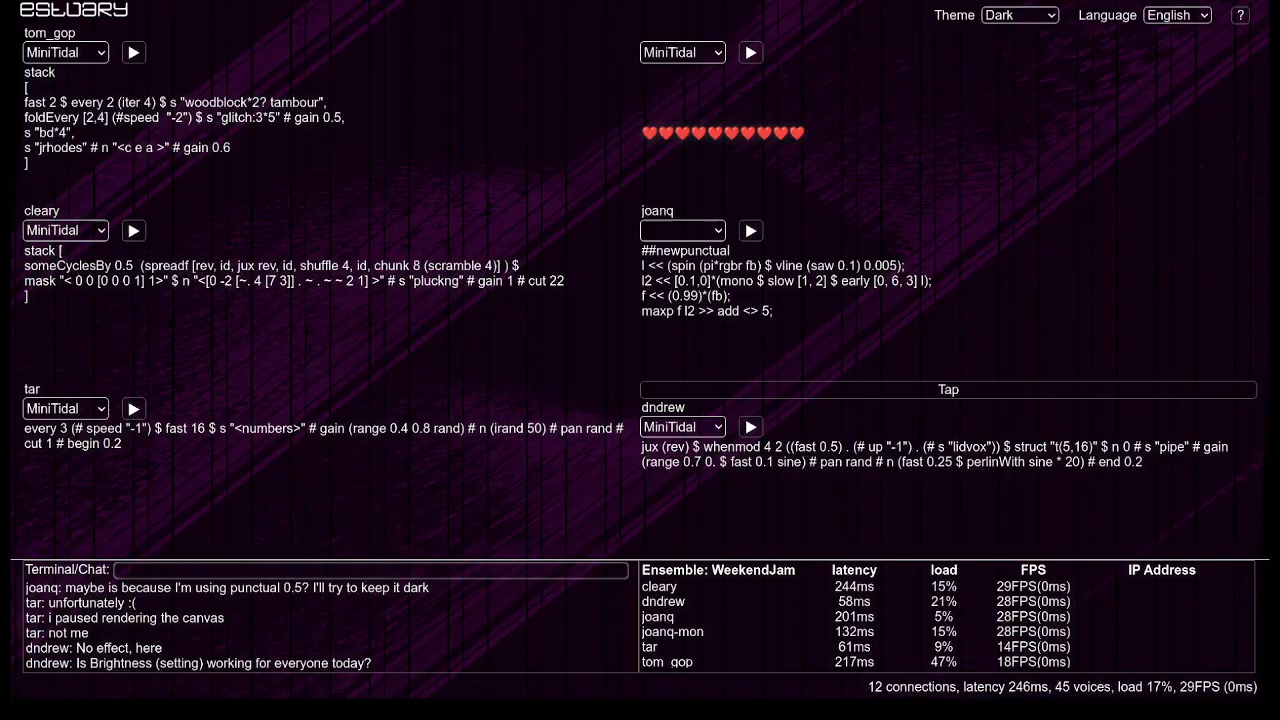 estuary
Theme Dark Language English ?
tom_gop
MiniTidal
stack
[
fast 2 $ every 2 (iter 4) $ s "woodblock*2? tambour",
foldEvery [2,4] (#speed  "-2") $ s "glitch:3*5" # gain 0.5,
s "bd*4",
s "jrhodes" # n "<c e a >" # gain 0.6
]
MiniTidal
❤️❤️❤️❤️❤️❤️❤️❤️❤️❤️
cleary
MiniTidal
stack [
someCyclesBy 0.5  (spreadf [rev, id, jux rev, id, shuffle 4, id, chunk 8 (scramble 4)] ) $
mask "< 0 0 [0 0 0 1] 1>" $ n "<[0 -2 [~. 4 [7 3]] . ~ . ~ ~ 2 1] >" # s "pluckng" # gain 1 # cut 22
]
joanq
##newpunctual
l << (spin (pi*rgbr fb) $ vline (saw 0.1) 0.005);
l2 << [0.1,0]*(mono $ slow [1, 2] $ early [0, 6, 3] l);
f << (0.99)*(fb);
maxp f l2 >> add <> 5;
tar
MiniTidal
every 3 (# speed "-1") $ fast 16 $ s "<numbers>" # gain (range 0.4 0.8 rand) # n (irand 50) # pan rand #
cut 1 # begin 0.2
Tap
dndrew
MiniTidal
jux (rev) $ whenmod 4 2 ((fast 0.5) . (# up "-1") . (# s "lidvox")) $ struct "t(5,16)" $ n 0 # s "pipe" # gain
(range 0.7 0. $ fast 0.1 sine) # pan rand # n (fast 0.25 $ perlinWith sine * 20) # end 0.2
Terminal/Chat:
joanq: maybe is because I'm using punctual 0.5? I'll try to keep it dark
tar: unfortunately :(
tar: i paused rendering the canvas
tar: not me
dndrew: No effect, here
dndrew: Is Brightness (setting) working for everyone today?
Ensemble: WeekendJam latency load FPS IP Address
cleary 244ms 15% 29FPS(0ms)
dndrew 58ms 21% 28FPS(0ms)
joanq 201ms 5% 28FPS(0ms)
joanq-mon 132ms 15% 28FPS(0ms)
tar 61ms 9% 14FPS(0ms)
tom_gop 217ms 47% 18FPS(0ms)
12 connections, latency 246ms, 45 voices, load 17%, 29FPS (0ms)